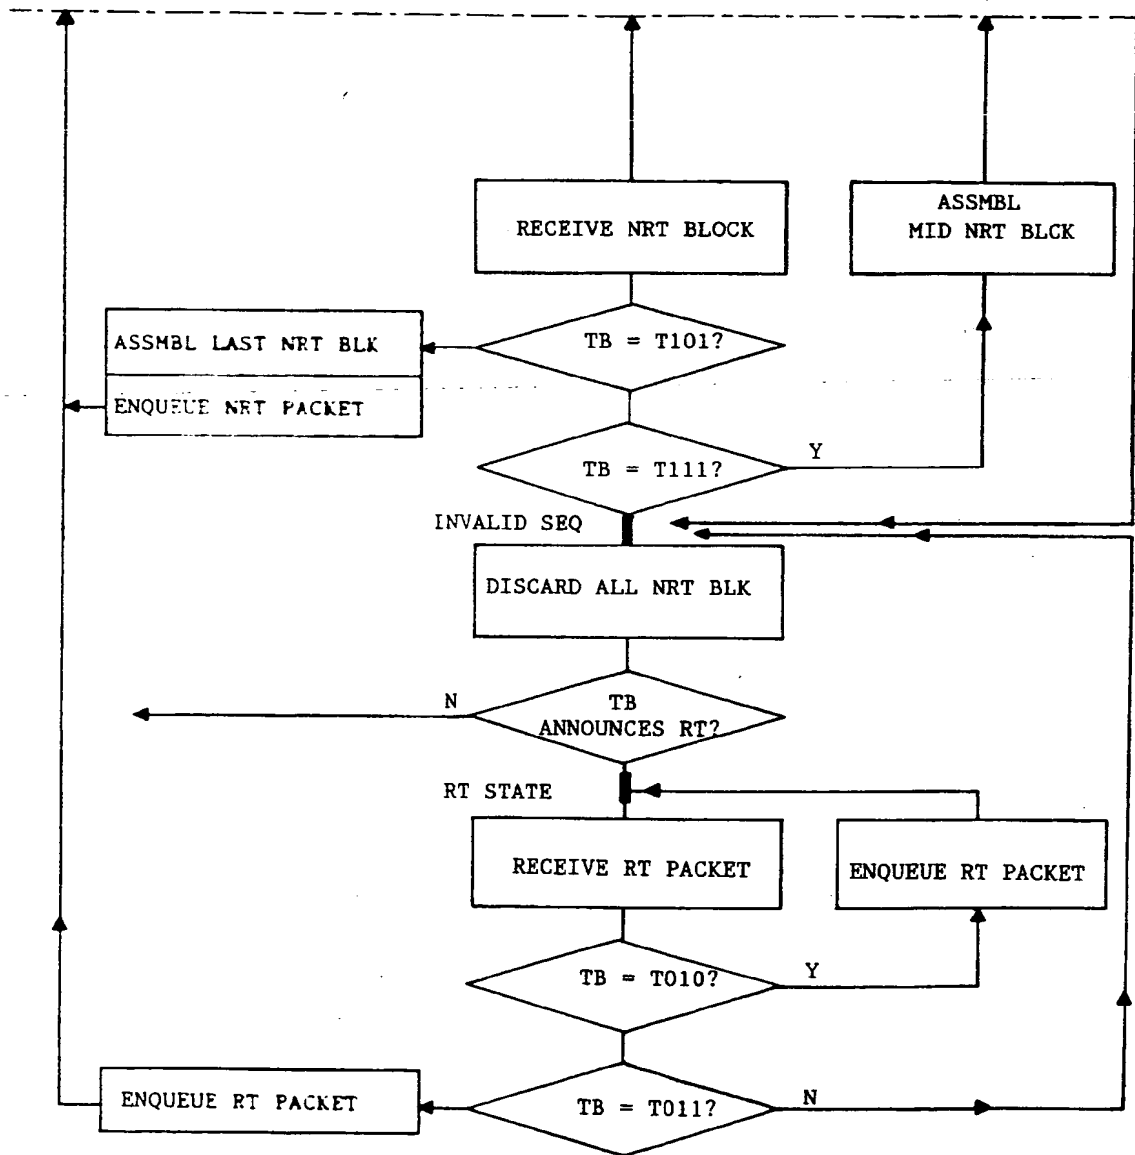 RECEIVE NRT BLOCK
ASSMBL
MID NRT BLCK
TB = T101?
ASSMBL LAST NRT BLK
ENQUEUE NRT PACKET
TB = T111?
Y
INVALID SEQ
DISCARD ALL NRT BLK
N
TB
ANNOUNCES RT?
RT STATE
RECEIVE RT PACKET
ENQUEUE RT PACKET
TB = T010?
Y
ENQUEUE RT PACKET
TB = T011?
N